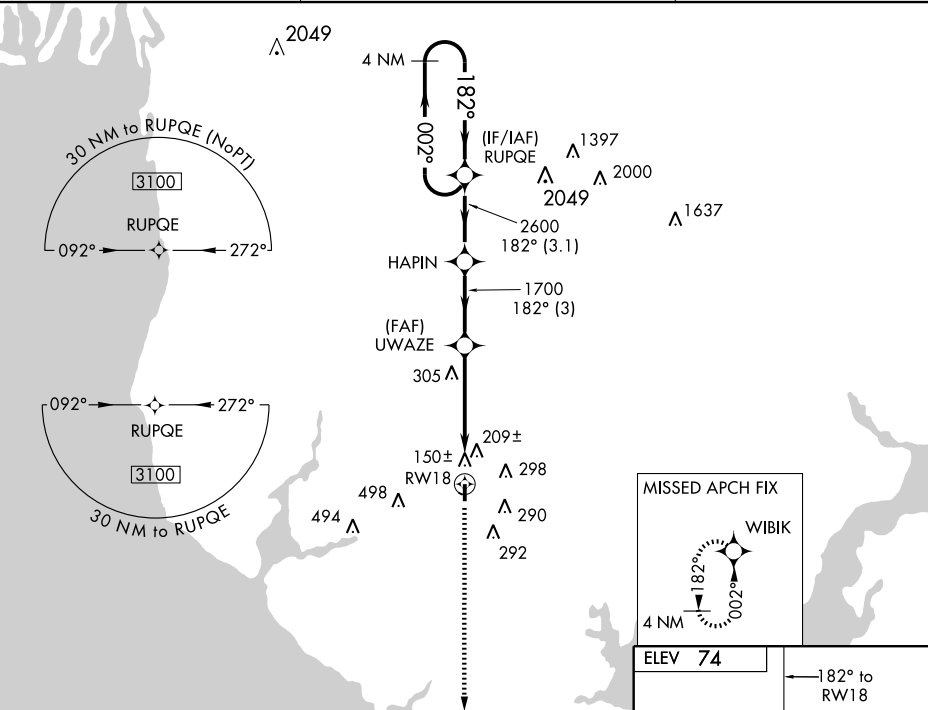 2049
4 NM
182°
002°
(IF/IAF)
RUPQE
1397
2000
2049
1637
30 NM to RUPQE (NoPT)
3100
RUPQE
092°
272°
2600
182° (3.1)
HAPIN
1700
182° (3)
(FAF)
UWAZE
305
092°
272°
RUPQE
3100
30 NM to RUPQE
209±
150±
RW18
298
498
494
290
292
MISSED APCH FIX
WIBIK
182°
002°
4 NM
ELEV 74
182° to
RW18